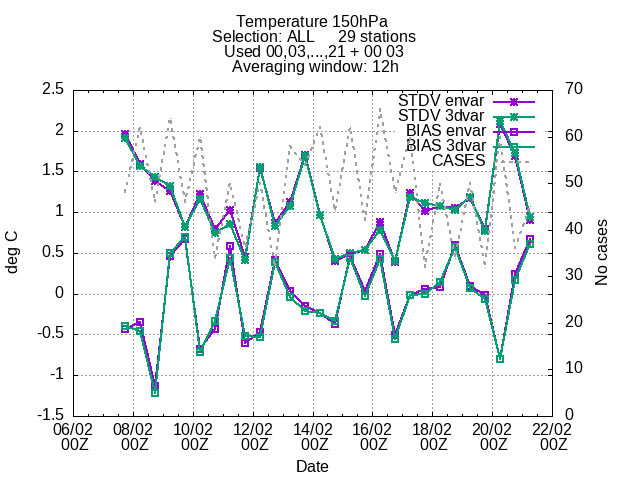 Temperature 150hPa
Selection: ALL 29 stations
Used 00,03,...,21 + 00 03
Averaging window: 12h
STDV envar
STDV 3dvar
BIAS envar
BIAS 3dvar
CASES
deg C
No cases
2.5
2
1.5
1
0.5
0
-0.5
-1
-1.5
70
60
50
40
30
20
10
0
06/02 08/02 10/02 12/02 14/02 16/02 18/02 20/02 22/02
00Z 00Z 00Z 00Z 00Z 00Z 00Z 00Z 00Z
Date